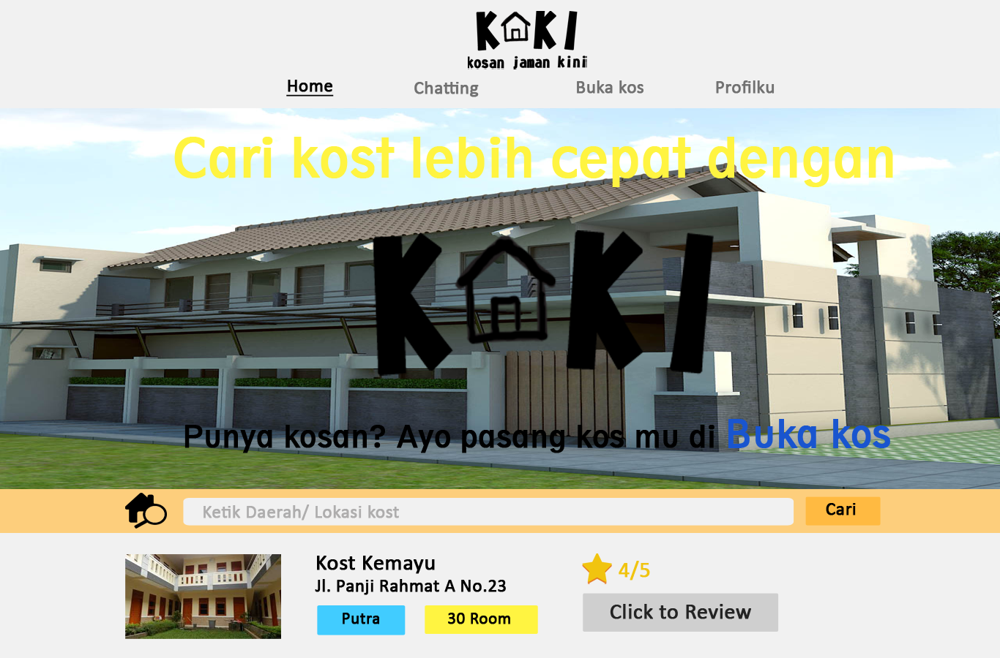 KOKI
kosan jaman kini
Home Chatting Buka kos Profilku
Cari kost lebih cepat dengan
KOKI
Punya kosan? Ayo pasang kos mu di Buka kos
Ketik Daerah/ Lokasi kost Cari
Kost Kemayu
Jl. Panji Rahmat A No.23
Putra 30 Room
4/5
Click to Review